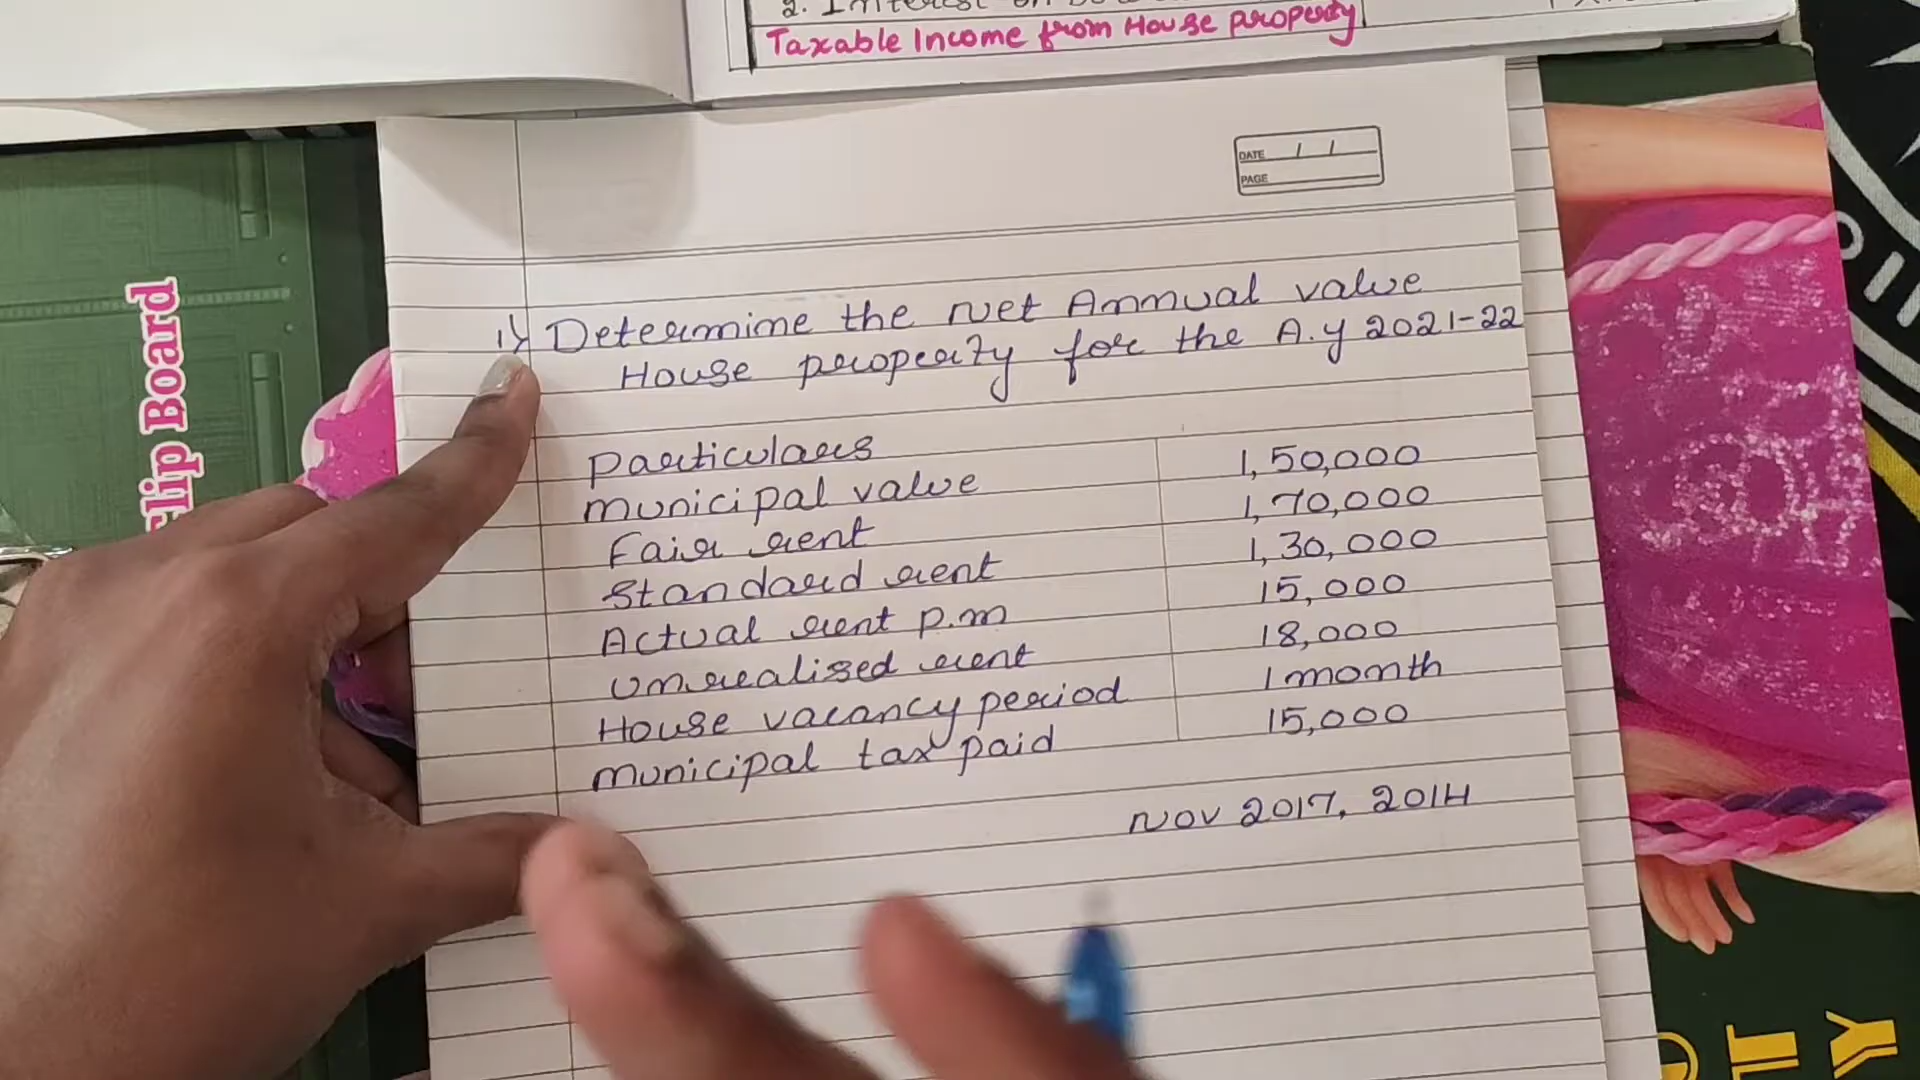 2. Interest on
Taxable Income from House property
DATE / /
PAGE
1) Determine the net Annual value
House property for the A.y 2021-22
Particulars
municipal value 1,50,000
Fair rent 1,70,000
Standard rent 1,30,000
Actual rent p.m 15,000
unrealised rent 18,000
House vacancy period 1 month
municipal tax paid 15,000
Nov 2017, 2014
Clip Board